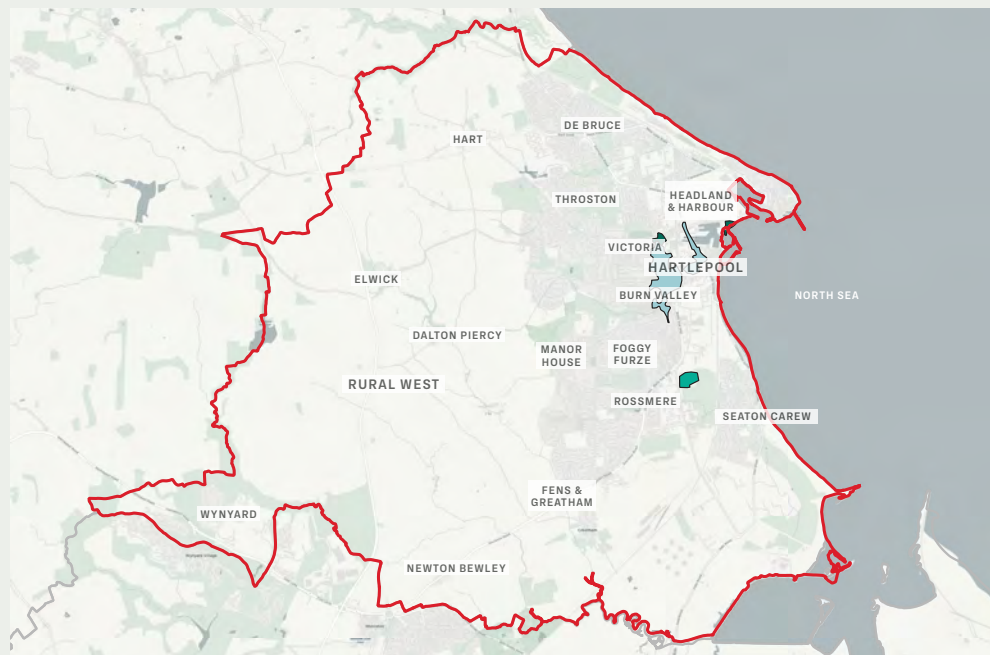 DE BRUCE
HART
HEADLAND
& HARBOUR
THROSTON
VICTORIA
HARTLEPOOL
ELWICK
BURN VALLEY
NORTH SEA
DALTON PIERCY
MANOR
HOUSE
FOGGY
FURZE
RURAL WEST
ROSSMERE
SEATON CAREW
FENS &
GREATHAM
WYNYARD
NEWTON BEWLEY